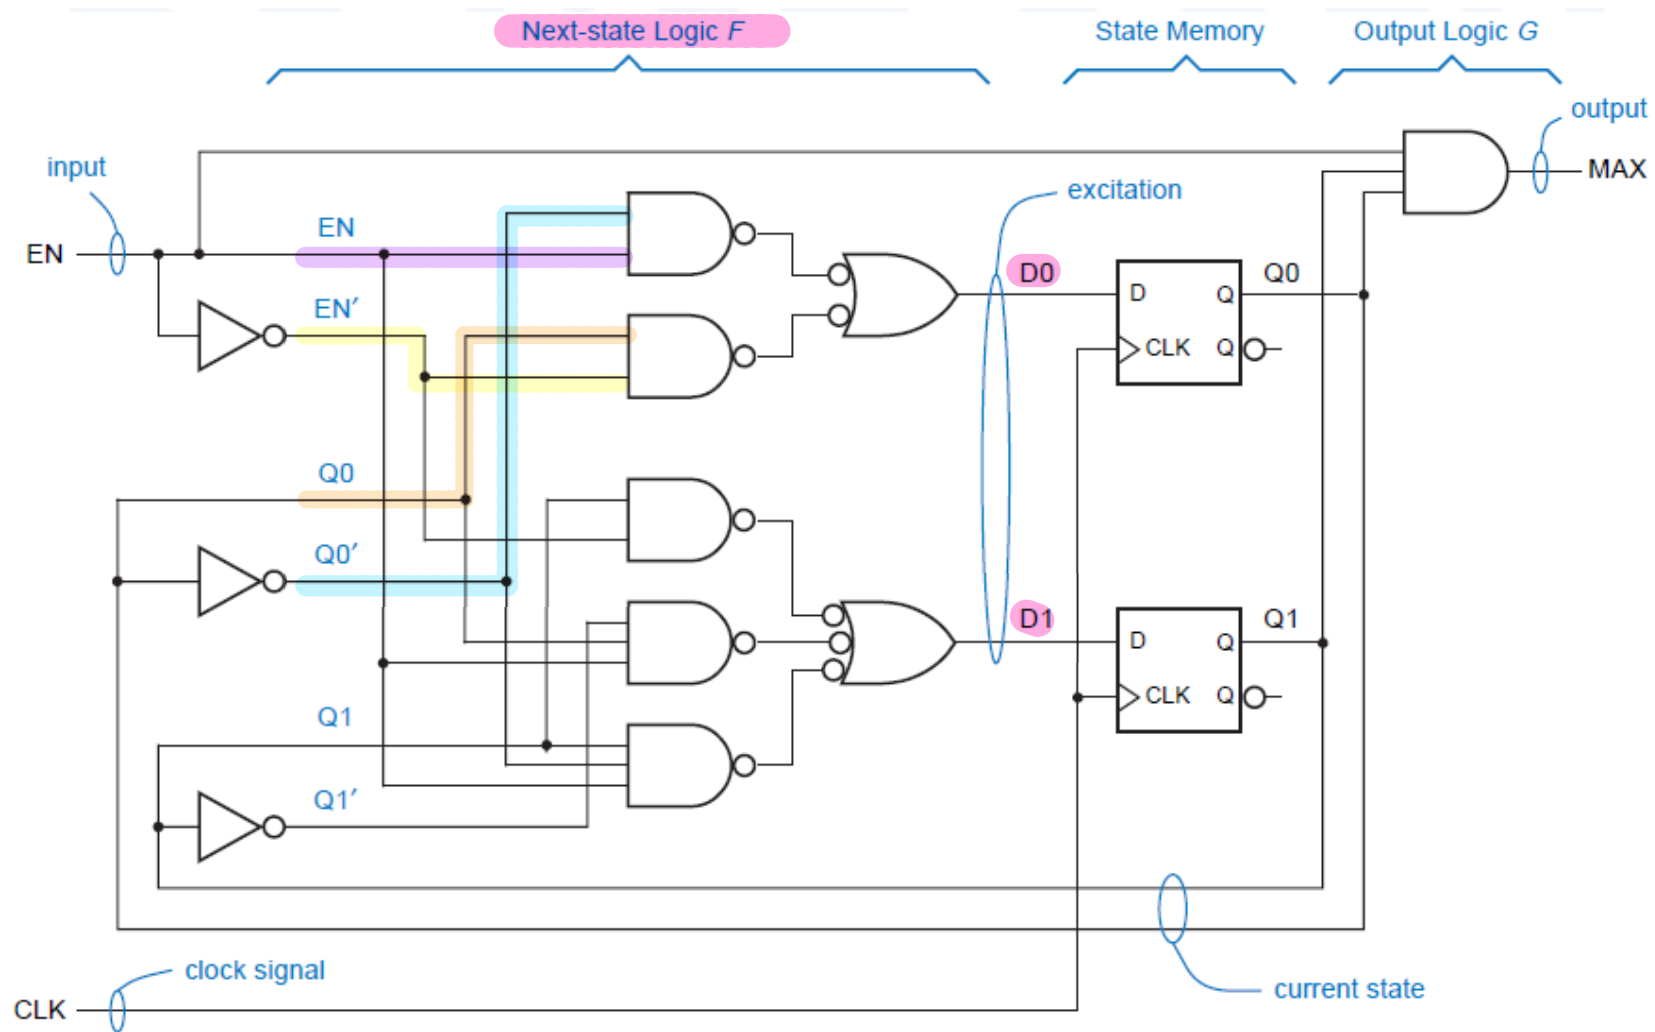 Next-state Logic F
State Memory
Output Logic G
output
input
MAX
excitation
EN
EN
D0
Q0
D
Q
EN′
CLK
Q
Q0
Q0′
D1
Q1
D
Q
CLK
Q
Q1
Q1′
clock signal
current state
CLK